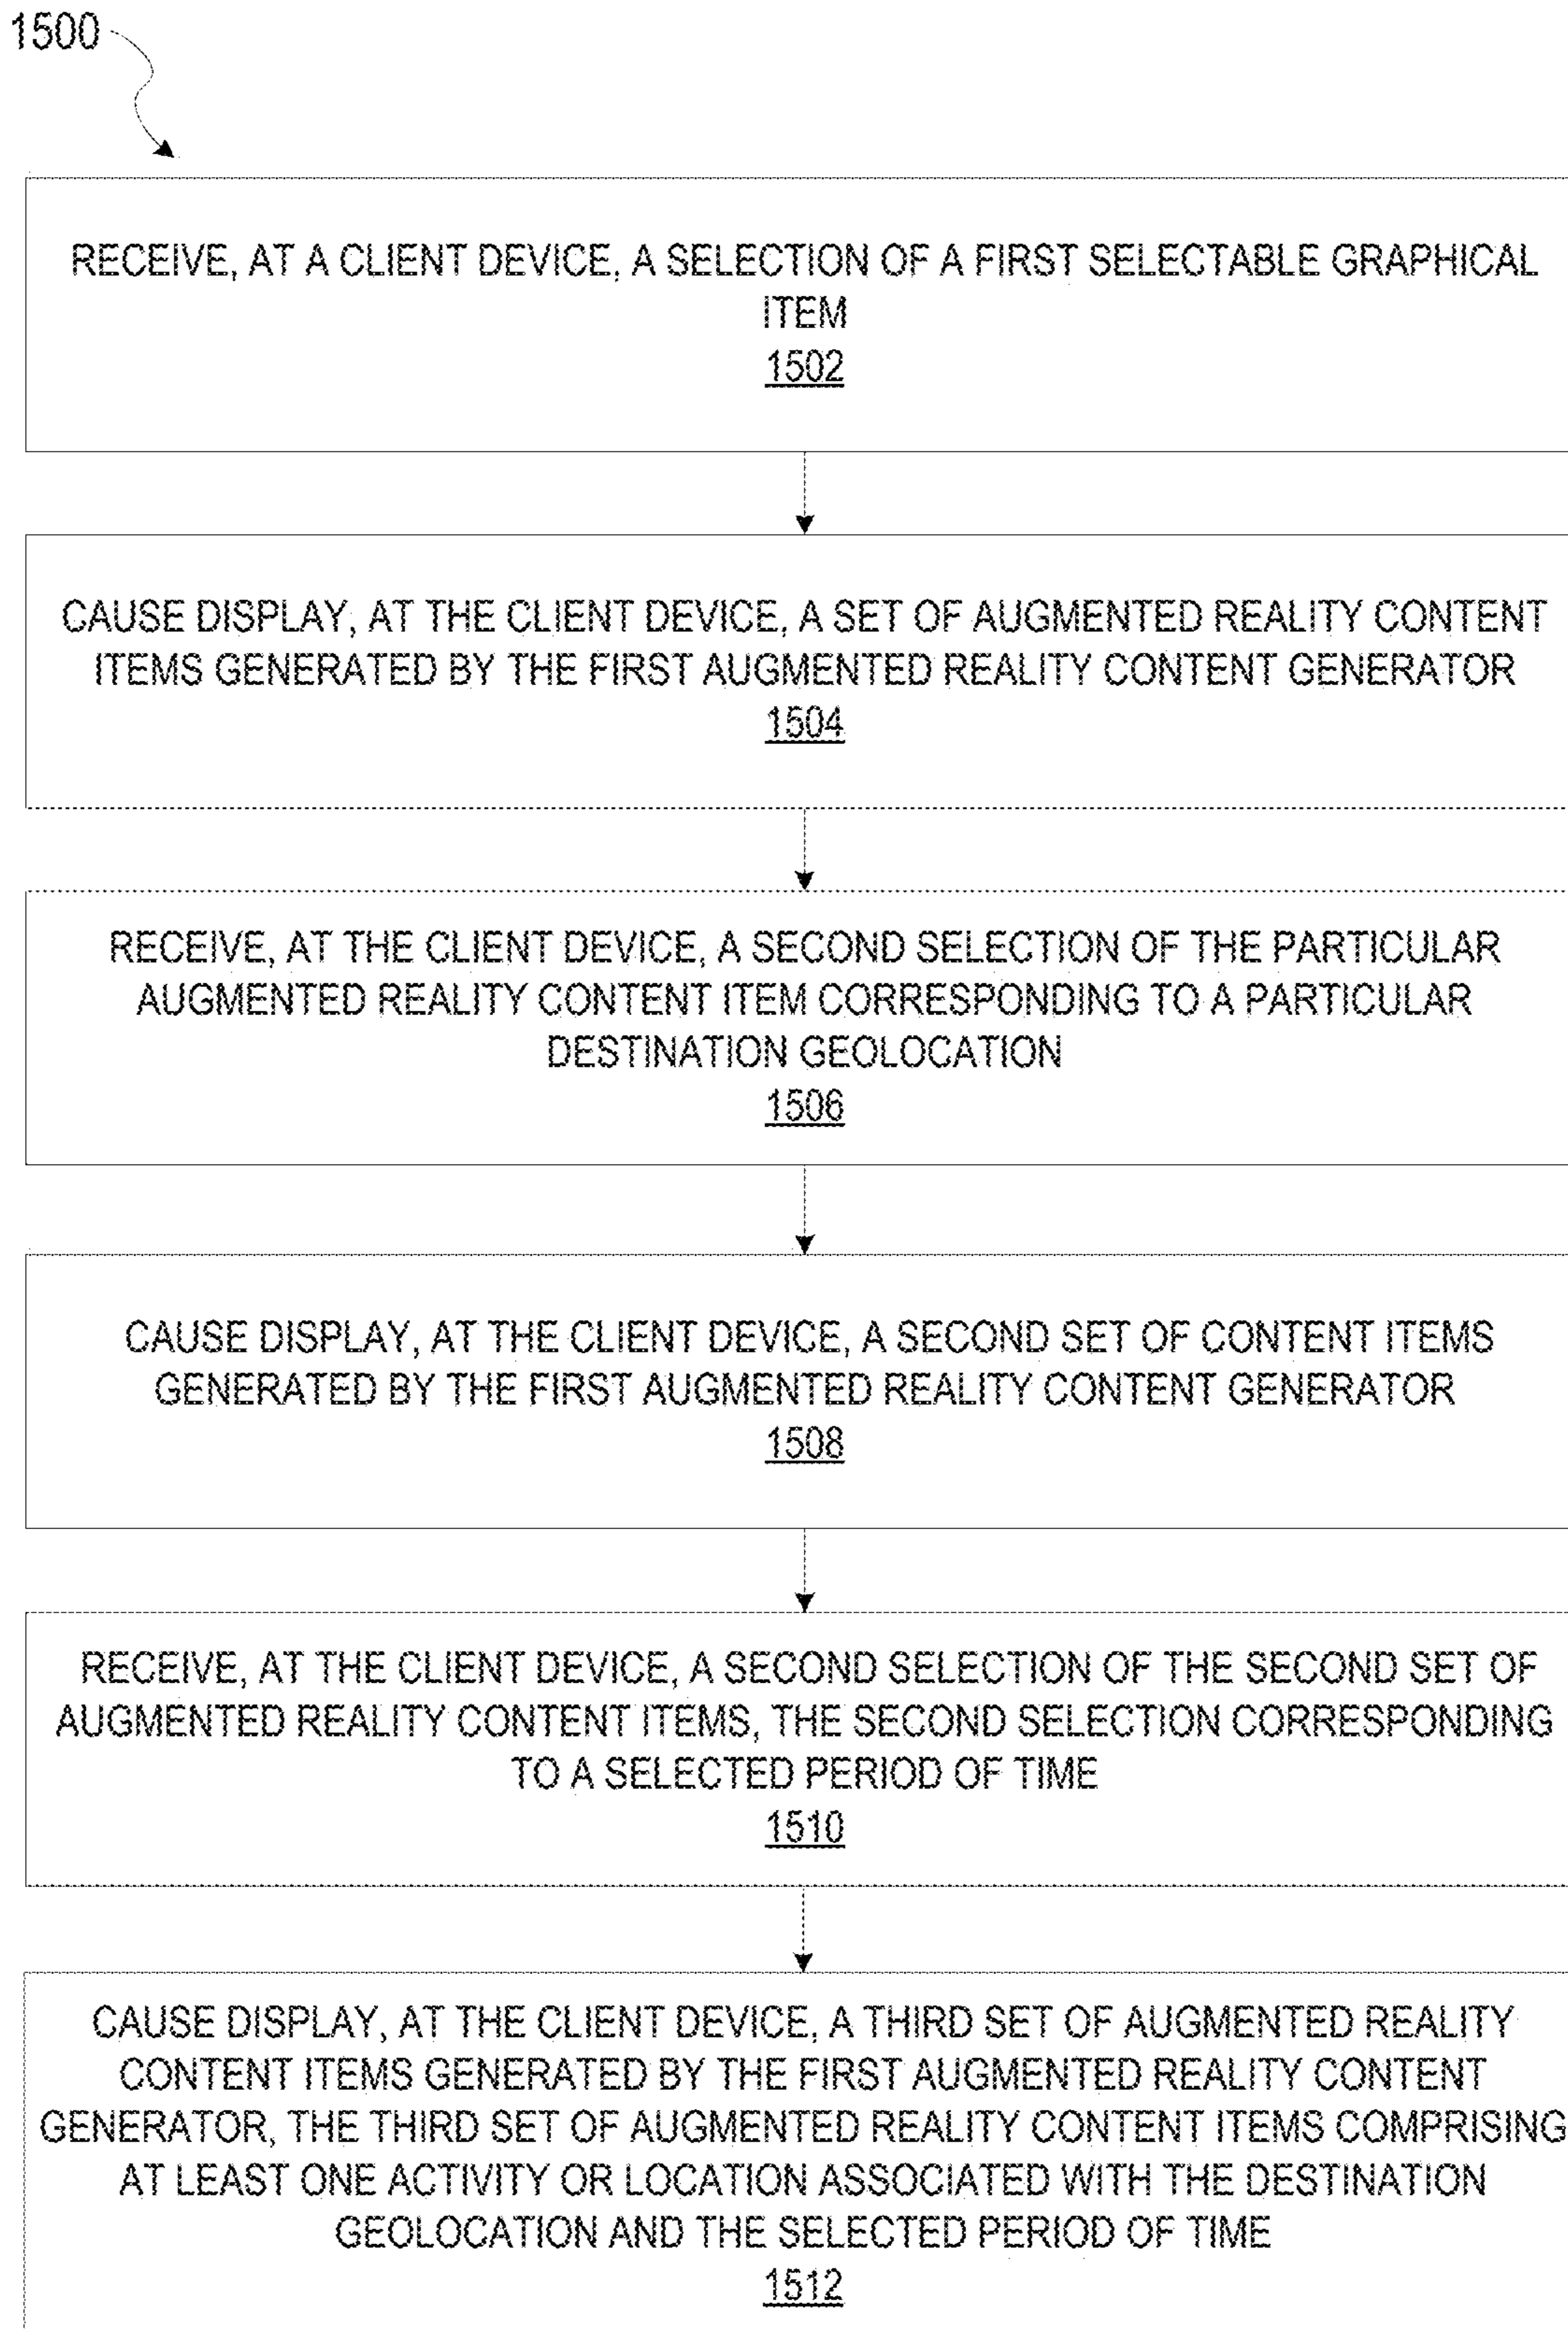 1500
RECEIVE, AT A CLIENT DEVICE, A SELECTION OF A FIRST SELECTABLE GRAPHICAL
ITEM
1502
CAUSE DISPLAY, AT THE CLIENT DEVICE, A SET OF AUGMENTED REALITY CONTENT
ITEMS GENERATED BY THE FIRST AUGMENTED REALITY CONTENT GENERATOR
1504
RECEIVE, AT THE CLIENT DEVICE, A SECOND SELECTION OF THE PARTICULAR
AUGMENTED REALITY CONTENT ITEM CORRESPONDING TO A PARTICULAR
DESTINATION GEOLOCATION
1506
CAUSE DISPLAY, AT THE CLIENT DEVICE, A SECOND SET OF CONTENT ITEMS
GENERATED BY THE FIRST AUGMENTED REALITY CONTENT GENERATOR
1508
RECEIVE, AT THE CLIENT DEVICE, A SECOND SELECTION OF THE SECOND SET OF
AUGMENTED REALITY CONTENT ITEMS, THE SECOND SELECTION CORRESPONDING
TO A SELECTED PERIOD OF TIME
1510
CAUSE DISPLAY, AT THE CLIENT DEVICE, A THIRD SET OF AUGMENTED REALITY
CONTENT ITEMS GENERATED BY THE FIRST AUGMENTED REALITY CONTENT
GENERATOR, THE THIRD SET OF AUGMENTED REALITY CONTENT ITEMS COMPRISING
AT LEAST ONE ACTIVITY OR LOCATION ASSOCIATED WITH THE DESTINATION
GEOLOCATION AND THE SELECTED PERIOD OF TIME
1512